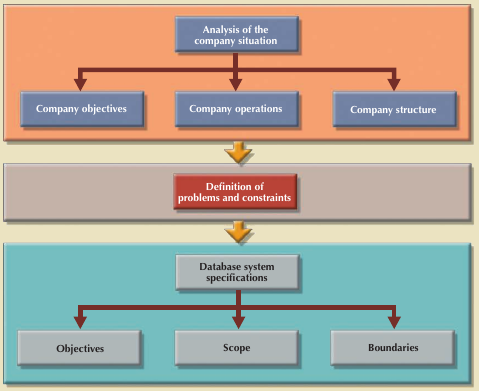 Analysis of the
company situation
Company objectives
Company operations
Company structure
Definition of
problems and constraints
Database system
specifications
Objectives
Scope
Boundaries